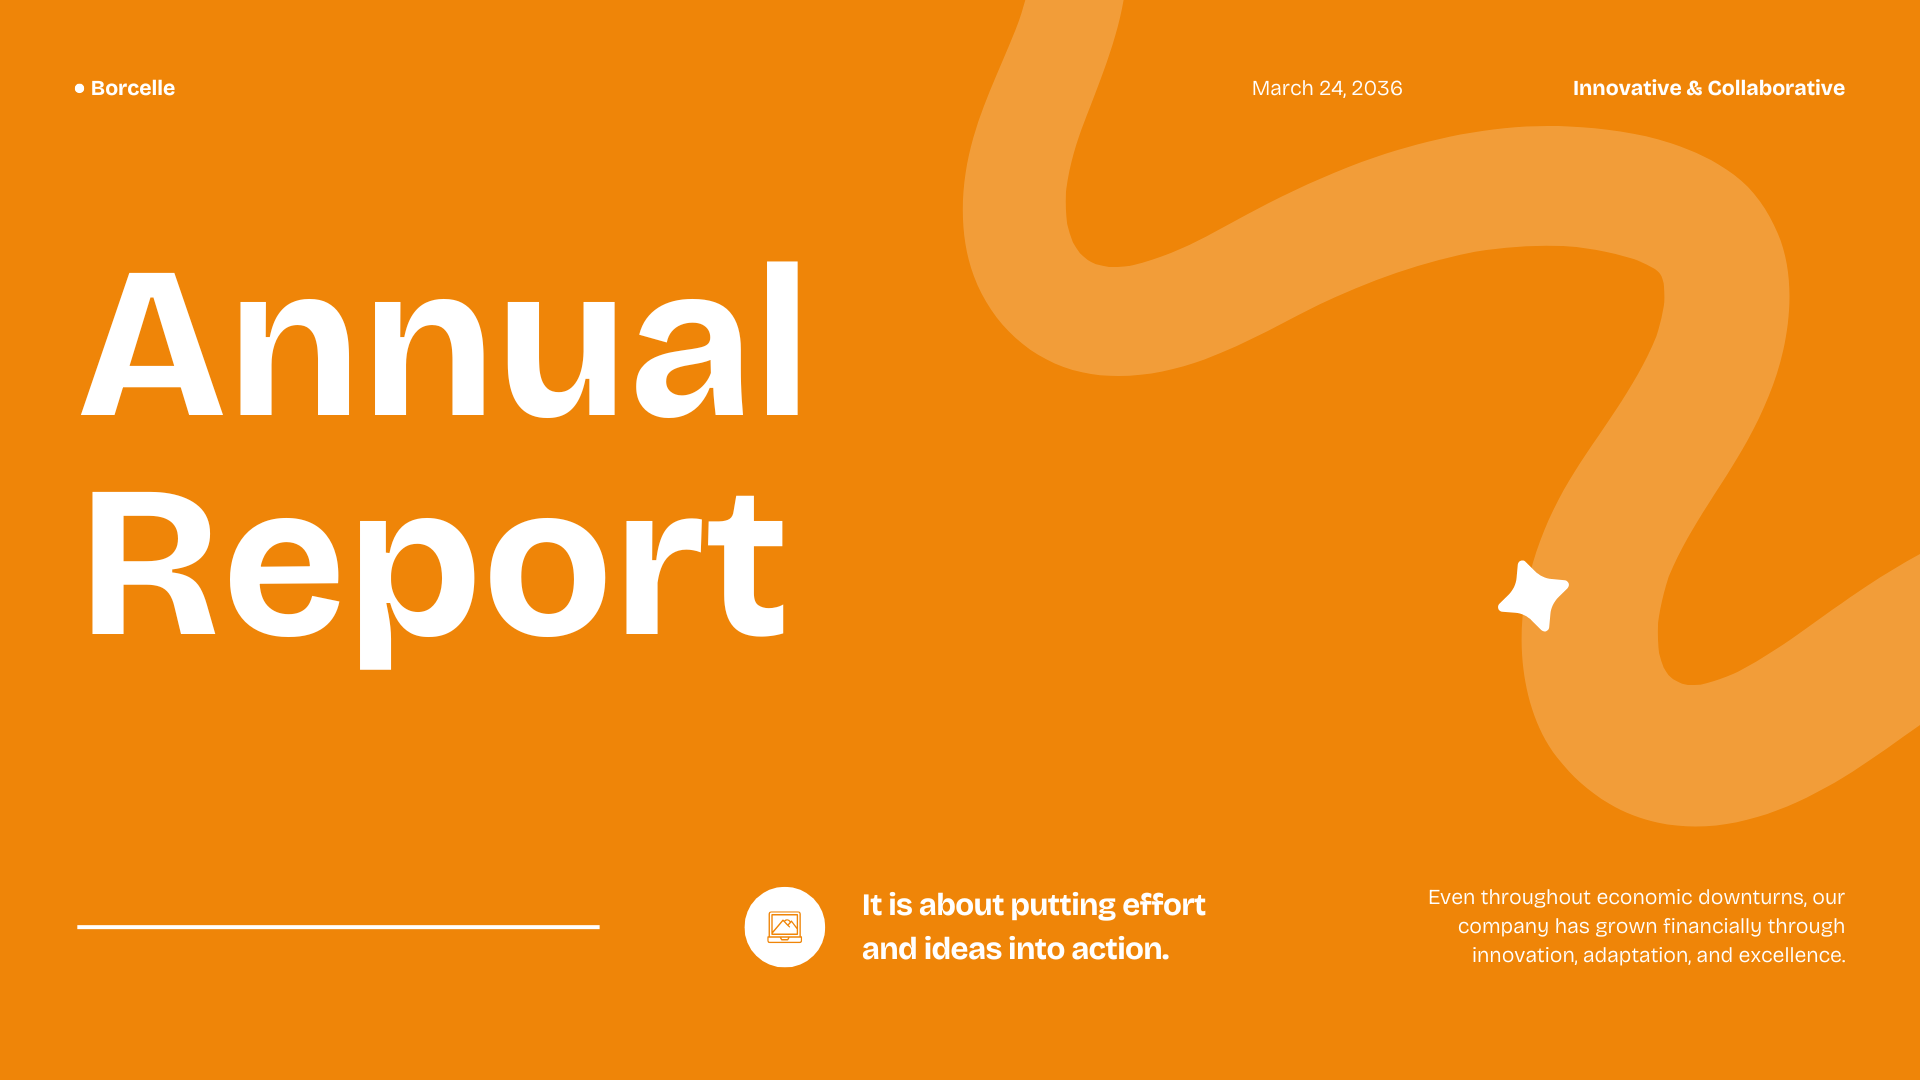 Borcelle
March 24, 2036
Innovative & Collaborative
Annual
Report
It is about putting effort
and ideas into action.
Even throughout economic downturns, our
company has grown financially through
innovation, adaptation, and excellence.